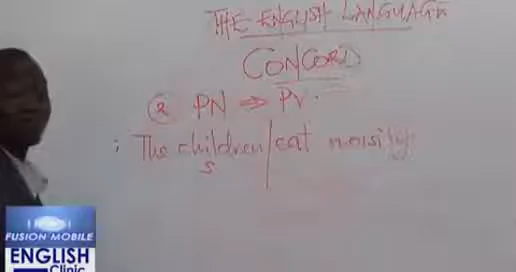 THE ENGLISH LANGUAGE
CONCORD
② PN ⇒ Pv.
: The children/eat noisily
s
FUSION MOBILE
ENGLISH
Clinic